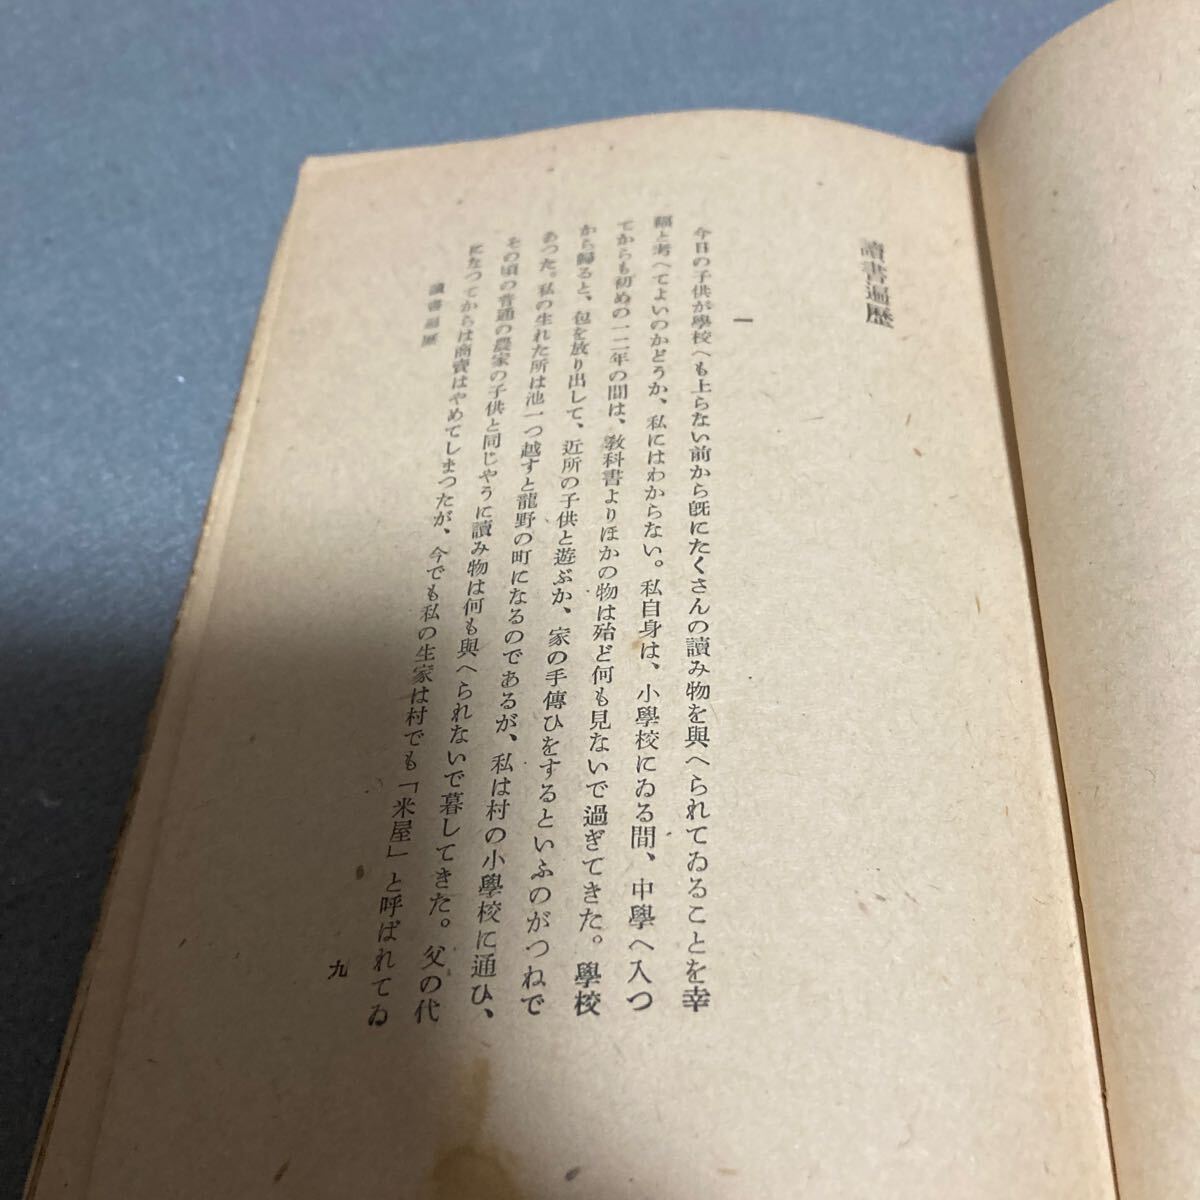 讀書遍歷
一
今日の子供が學校へも上らない前から既にたくさんの讀み物を與へられてゐることを幸
福と考へてよいのかどうか、私にはわからない。私自身は、小學校にゐる間、中學へ入つ
てからも初めの一二年の間は、敎科書よりほかの物は殆ど何も見ないで過ぎてきた。學校
から歸ると、包を放り出して、近所の子供と遊ぶか、家の手傳ひをするといふのがつねで
あつた。私の生れた所は池一つ越すと龍野の町になるのであるが、私は村の小學校に通ひ、
その頃の普通の農家の子供と同じやうに讀み物は何も與へられないで暮してきた。父の代
になつてからは商賣はやめてしまつたが、今でも私の生家は村でも「米屋」と呼ばれてゐ
讀書遍歷
九